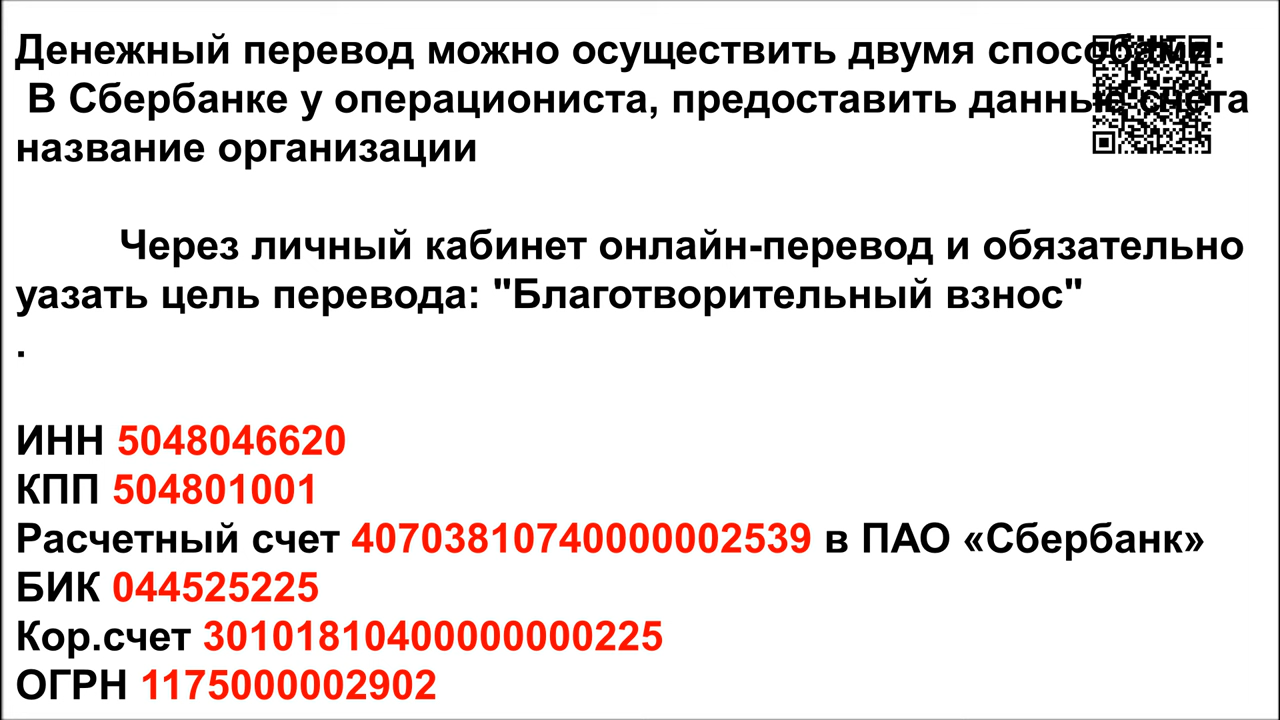 Денежный перевод можно осуществить двумя способами:
В Сбербанке у операциониста, предоставить данные счета
название организации
Через личный кабинет онлайн-перевод и обязательно
уазать цель перевода: "Благотворительный взнос"
.
ИНН 5048046620
КПП 504801001
Расчетный счет 40703810740000002539 в ПАО «Сбербанк»
БИК 044525225
Кор.счет 30101810400000000225
ОГРН 1175000002902